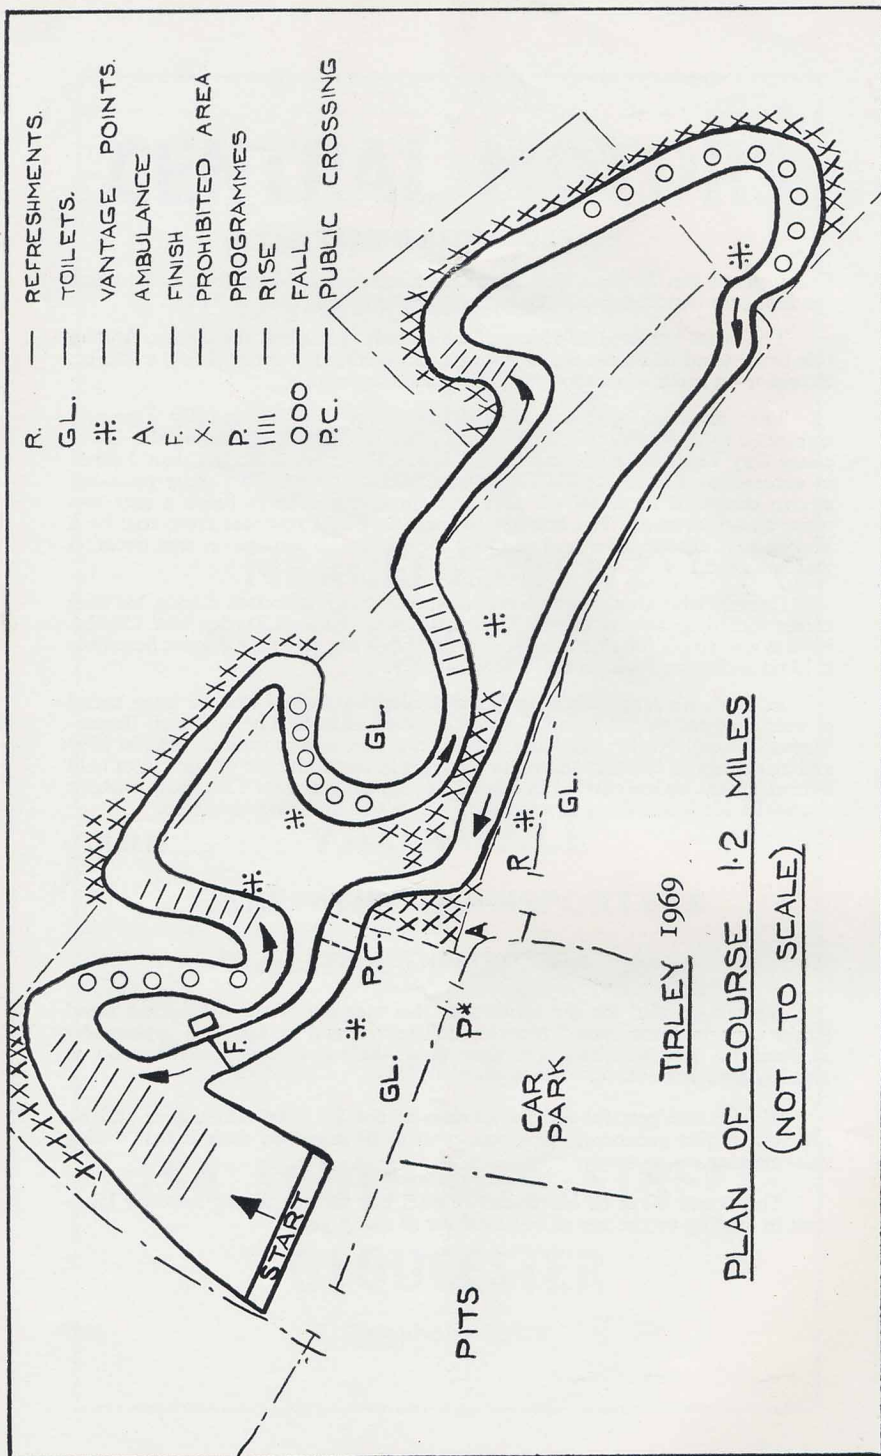 R. — REFRESHMENTS.
GL. — TOILETS.
⁜ — VANTAGE POINTS.
A. — AMBULANCE
F. — FINISH
X. — PROHIBITED AREA
P. — PROGRAMMES
|||| — RISE
OOO — FALL
P.C. — PUBLIC CROSSING
START
F.
P.C.
GL.
GL.
GL.
R
A
P*
CAR
PARK
PITS
TIRLEY 1969
PLAN OF COURSE 1.2 MILES
(NOT TO SCALE)